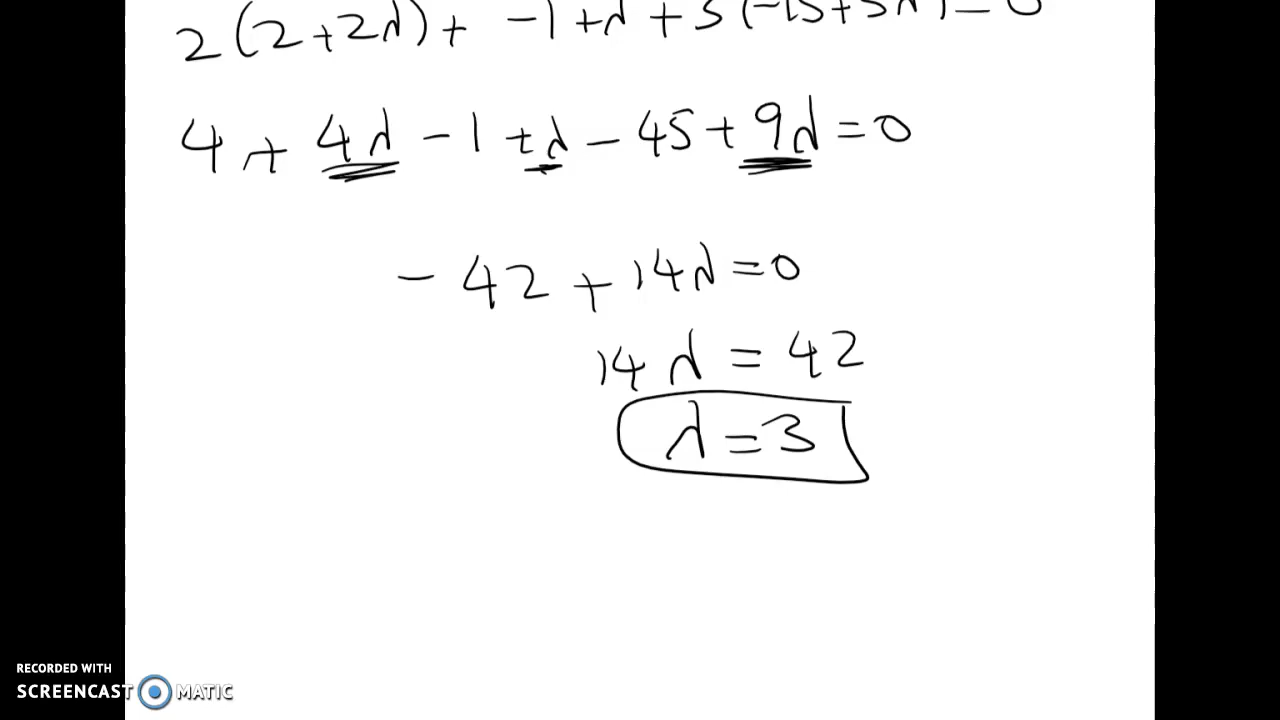 2(2+2λ)+ -1+λ+3(-15+3λ)=0
4+4λ-1+λ-45+9λ=0
-42+14λ=0
14λ=42
λ=3
RECORDED WITH
SCREENCAST MATIC